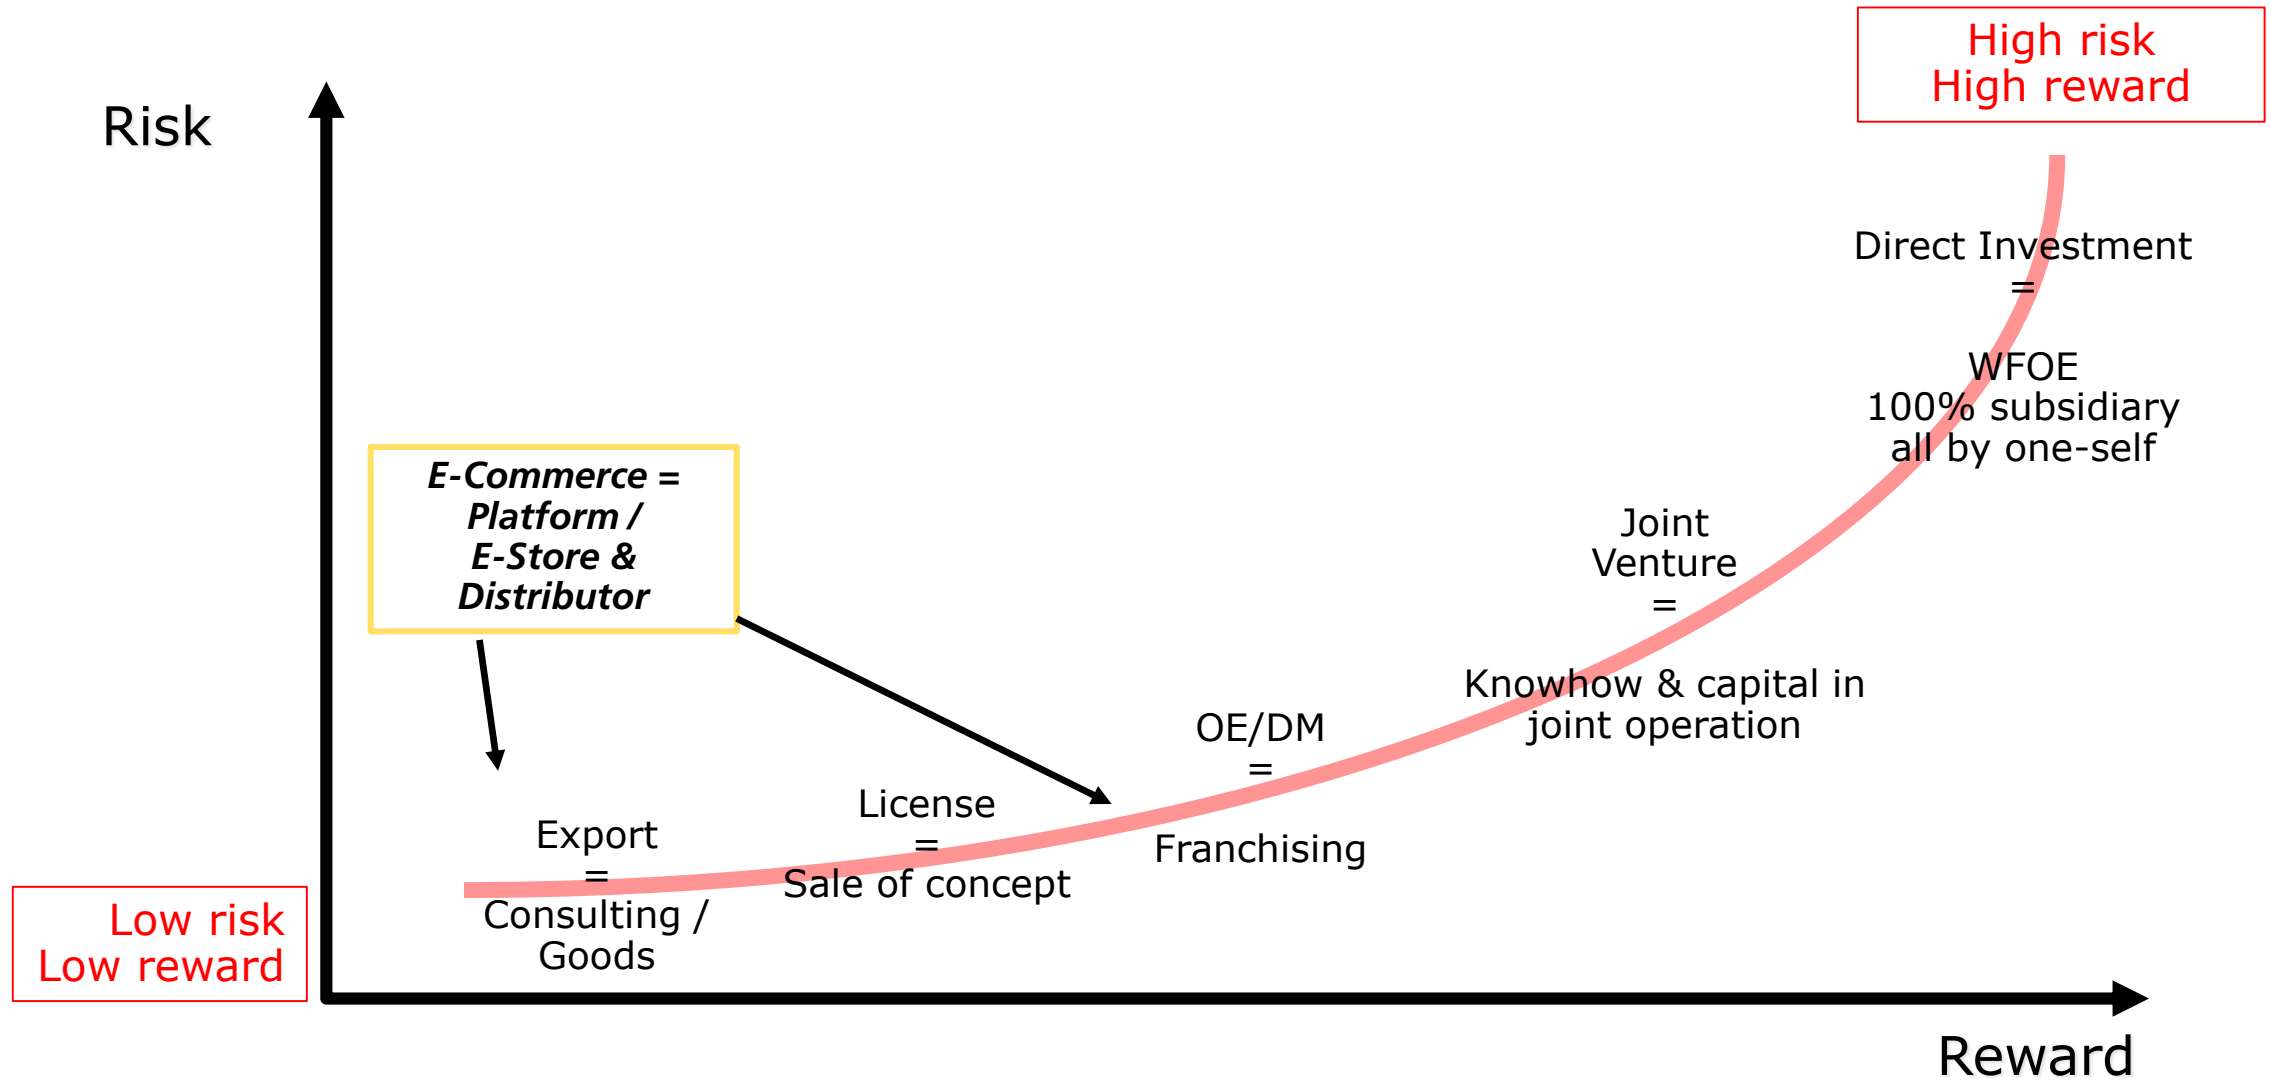 High risk
High reward
Risk
Direct Investment
=
WFOE
100% subsidiary
all by one-self
E-Commerce =
Platform /
E-Store &
Distributor
Joint
Venture
=
Knowhow & capital in
joint operation
OE/DM
=
Franchising
License
=
Sale of concept
Export
=
Consulting /
Goods
Low risk
Low reward
Reward